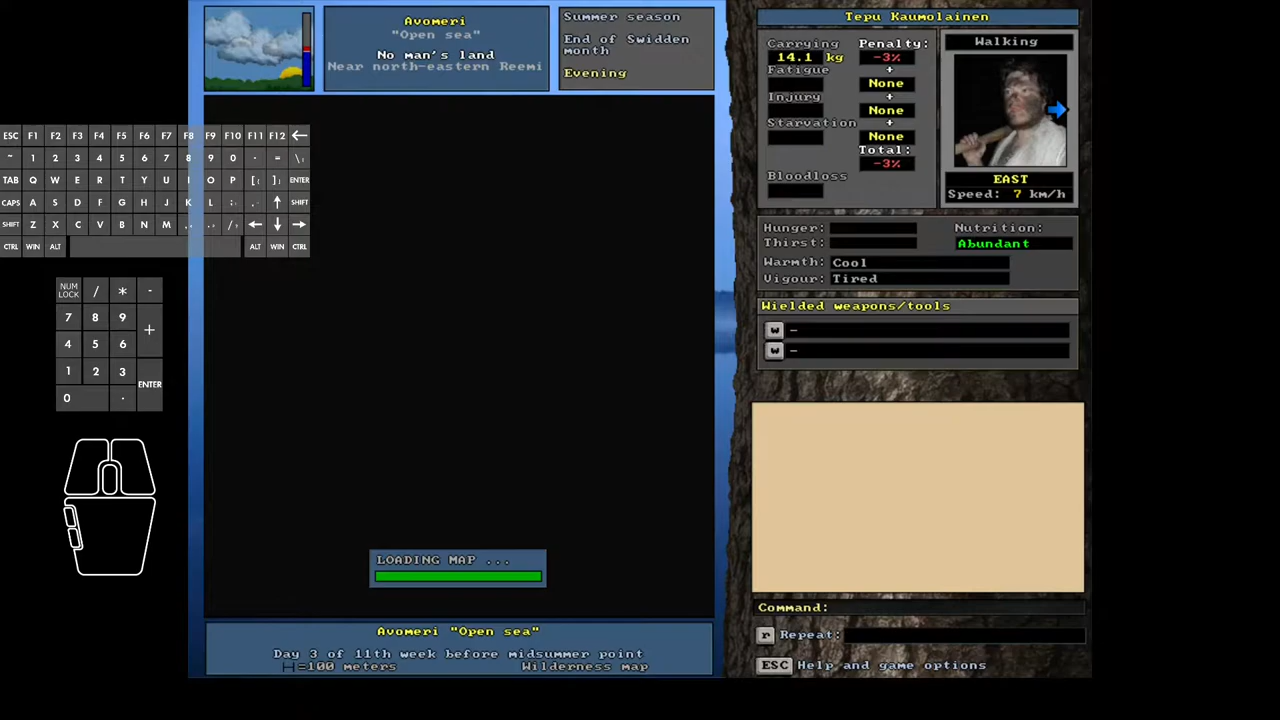 Avomeri
"Open sea"
No man's land
Near north-eastern Reemi
Summer season
End of Swidden
month
Evening
Tepu Kaumolainen
Carrying
14.1 kg
Penalty:
-3%
Fatigue
+
None
Injury
+
None
Starvation
+
None
Total:
-3%
Bloodloss
Walking
EAST
Speed: 7 km/h
Hunger:
Thirst:
Nutrition:
Abundant
Warmth: Cool
Vigour: Tired
Wielded weapons/tools
w -
w -
ESC F1 F2 F3 F4 F5 F6 F7 F8 F9 F10 F11 F12 ←
~ 1 2 3 4 5 6 7 8 9 0 - = \
TAB Q W E R T Y U I O P [{ ]} ENTER
CAPS A S D F G H J K L ;: ↑ SHIFT
SHIFT Z X C V B N M /? ← ↓ →
CTRL WIN ALT ALT WIN CTRL
NUM LOCK / * -
7 8 9 +
4 5 6
1 2 3 ENTER
0 .
LOADING MAP ...
Avomeri "Open sea"
Day 3 of 11th week before midsummer point
=100 meters Wilderness map
Command:
r Repeat:
ESC Help and game options